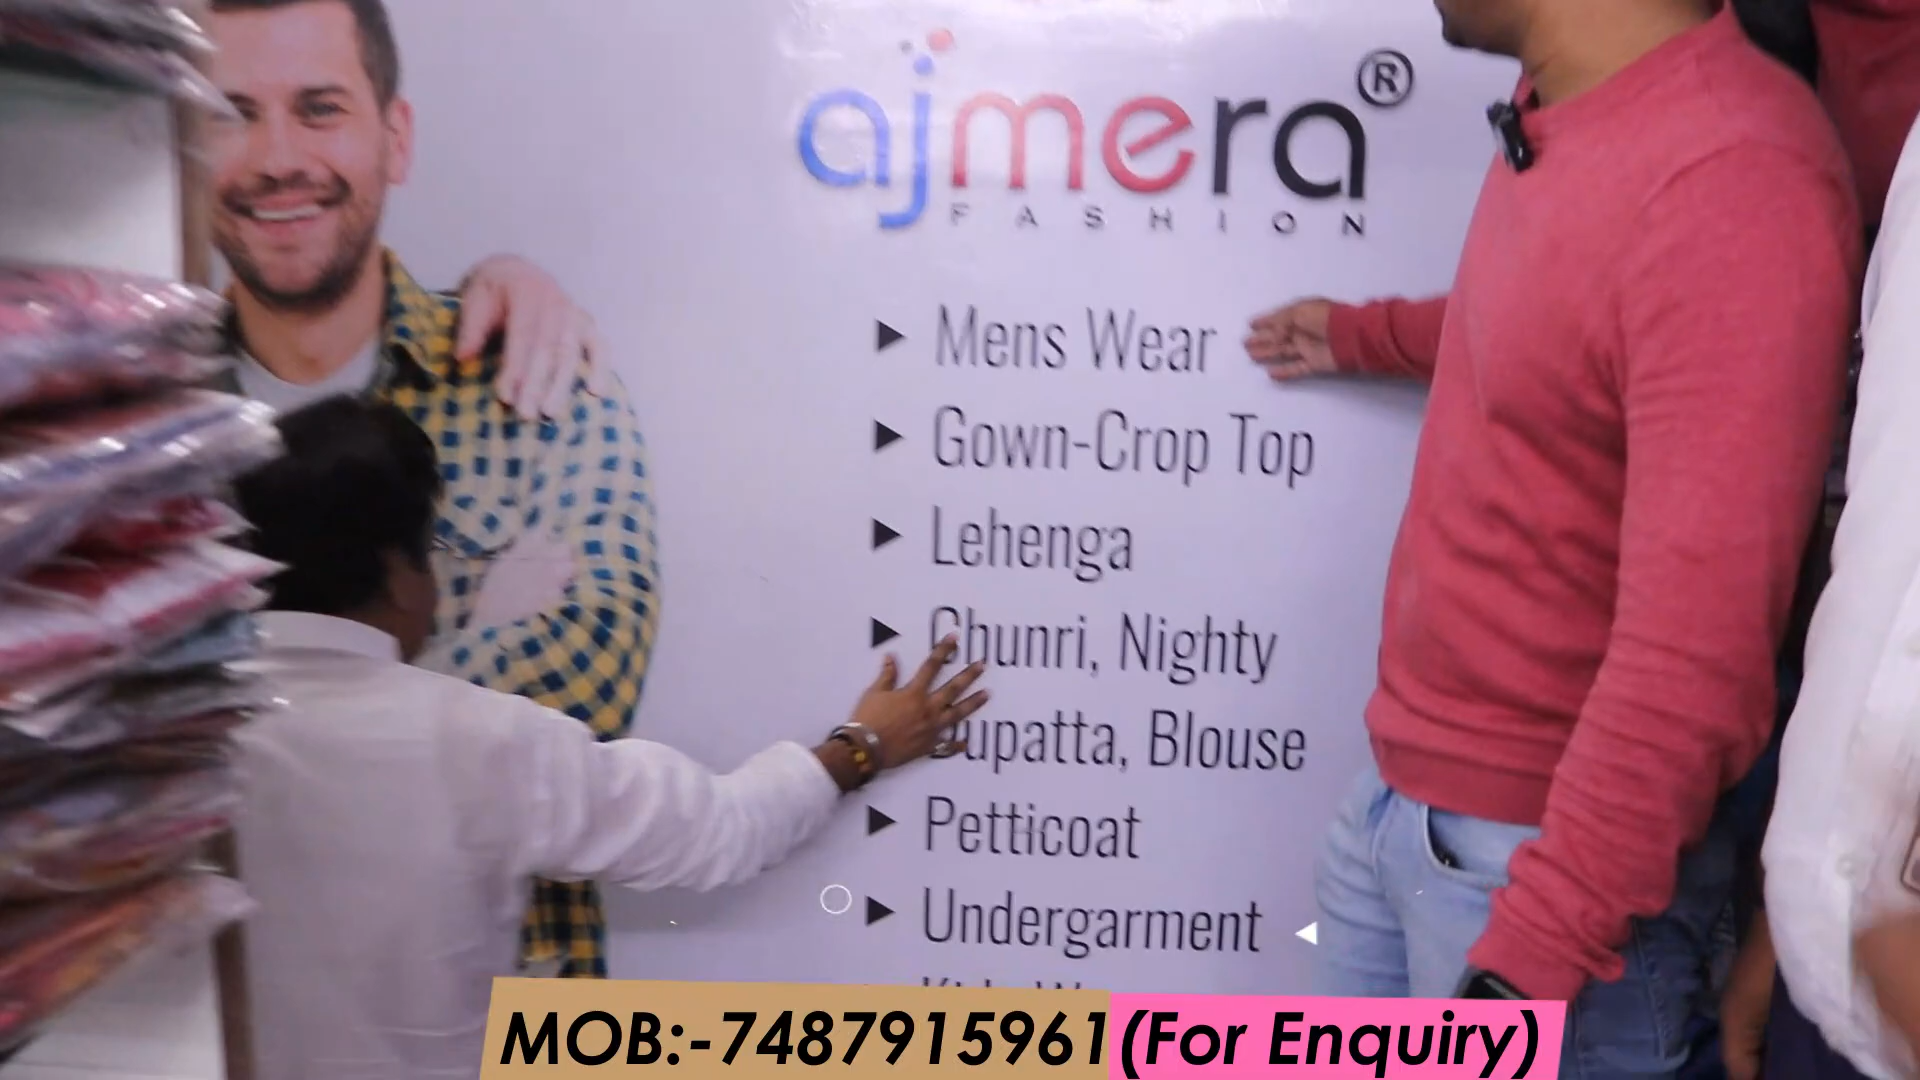 ajmera®
FASHION
Mens Wear
Gown-Crop Top
Lehenga
Chunri, Nighty
Dupatta, Blouse
Petticoat
Undergarment
MOB:-7487915961(For Enquiry)